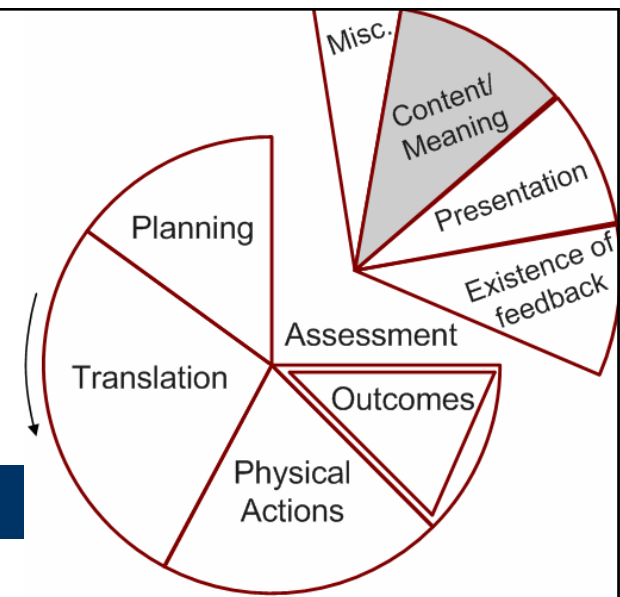 Misc.
Content/
Meaning
Presentation
Existence of
feedback
Planning
Assessment
Translation
Outcomes
Physical
Actions